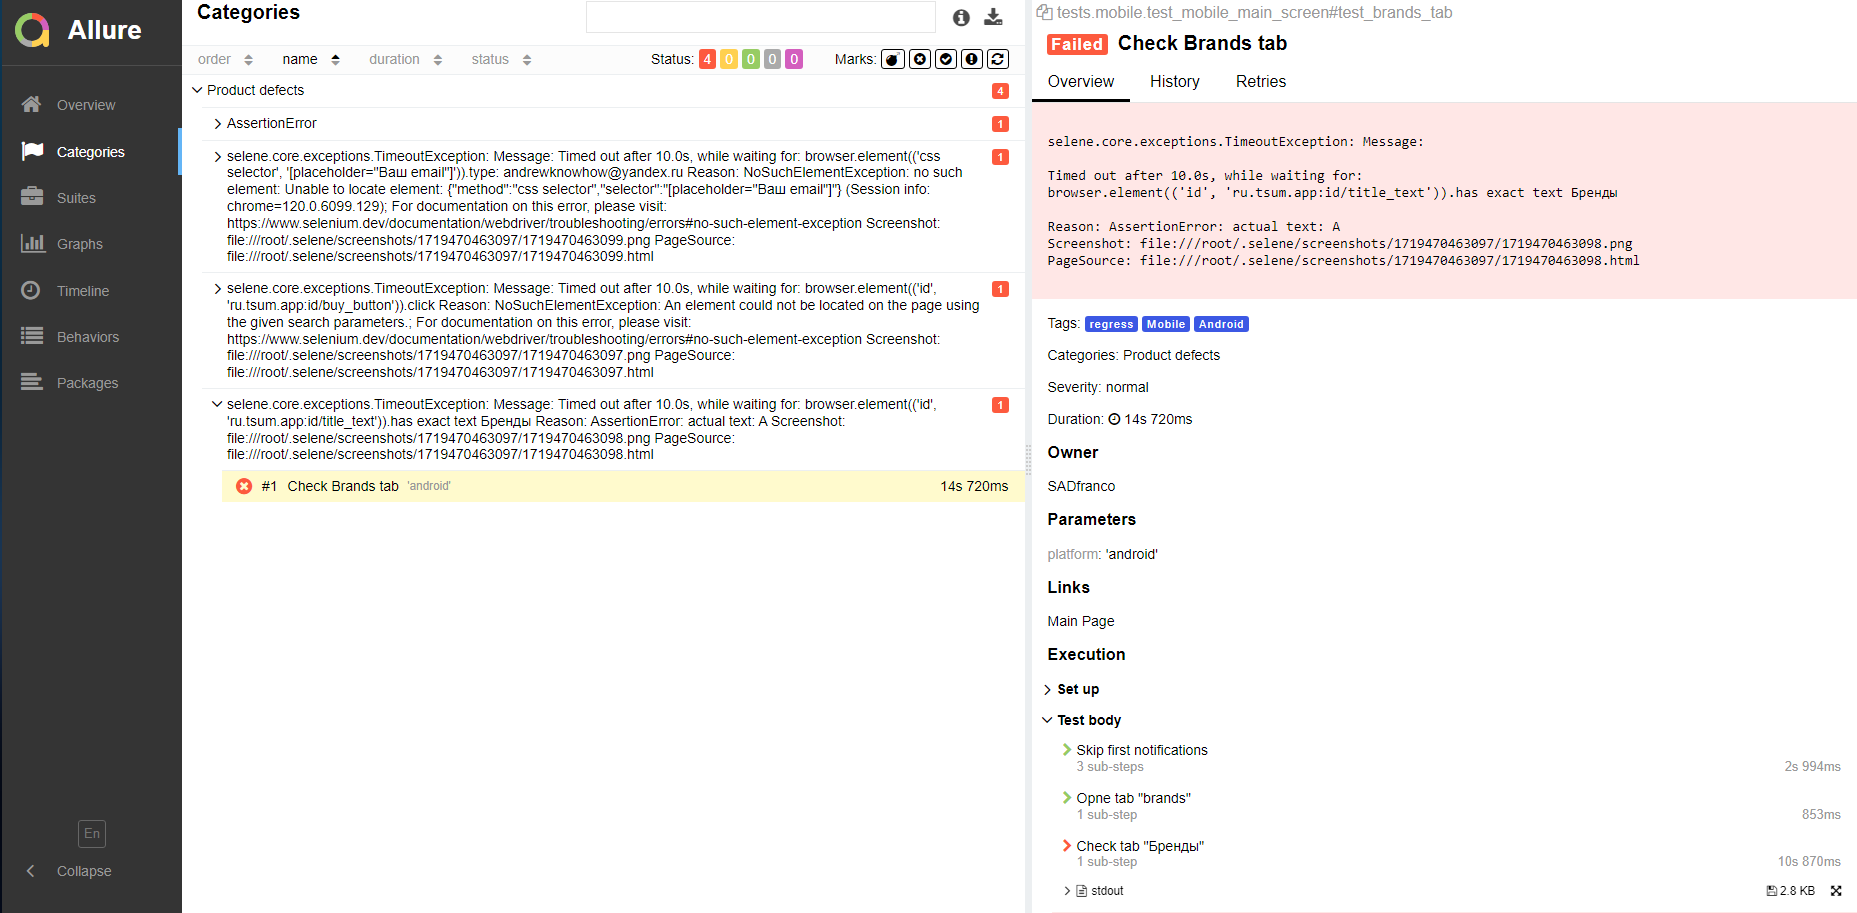 Allure
Overview
Categories
Suites
Graphs
Timeline
Behaviors
Packages
En
Collapse
Categories
order name duration status Status: 4 0 0 0 0 Marks:
Product defects 4
AssertionError 1
selene.core.exceptions.TimeoutException: Message: Timed out after 10.0s, while waiting for: browser.element(('css 1
selector', '[placeholder="Ваш email"]')).type: andrewknowhow@yandex.ru Reason: NoSuchElementException: no such
element: Unable to locate element: {"method":"css selector","selector":"[placeholder="Ваш email"]"} (Session info:
chrome=120.0.6099.129); For documentation on this error, please visit:
https://www.selenium.dev/documentation/webdriver/troubleshooting/errors#no-such-element-exception Screenshot:
file:///root/.selene/screenshots/1719470463097/1719470463099.png PageSource:
file:///root/.selene/screenshots/1719470463097/1719470463099.html
selene.core.exceptions.TimeoutException: Message: Timed out after 10.0s, while waiting for: browser.element(('id', 1
'ru.tsum.app:id/buy_button')).click Reason: NoSuchElementException: An element could not be located on the page using
the given search parameters.; For documentation on this error, please visit:
https://www.selenium.dev/documentation/webdriver/troubleshooting/errors#no-such-element-exception Screenshot:
file:///root/.selene/screenshots/1719470463097/1719470463097.png PageSource:
file:///root/.selene/screenshots/1719470463097/1719470463097.html
selene.core.exceptions.TimeoutException: Message: Timed out after 10.0s, while waiting for: browser.element(('id', 1
'ru.tsum.app:id/title_text')).has exact text Бренды Reason: AssertionError: actual text: A Screenshot:
file:///root/.selene/screenshots/1719470463097/1719470463098.png PageSource:
file:///root/.selene/screenshots/1719470463097/1719470463098.html
#1 Check Brands tab 'android' 14s 720ms
tests.mobile.test_mobile_main_screen#test_brands_tab
Failed Check Brands tab
Overview History Retries
selene.core.exceptions.TimeoutException: Message:
Timed out after 10.0s, while waiting for:
browser.element(('id', 'ru.tsum.app:id/title_text')).has exact text Бренды
Reason: AssertionError: actual text: A
Screenshot: file:///root/.selene/screenshots/1719470463097/1719470463098.png
PageSource: file:///root/.selene/screenshots/1719470463097/1719470463098.html
Tags: regress Mobile Android
Categories: Product defects
Severity: normal
Duration: 14s 720ms
Owner
SADfranco
Parameters
platform: 'android'
Links
Main Page
Execution
Set up
Test body
Skip first notifications
3 sub-steps 2s 994ms
Opne tab "brands"
1 sub-step 853ms
Check tab "Бренды"
1 sub-step 10s 870ms
stdout 2.8 KB